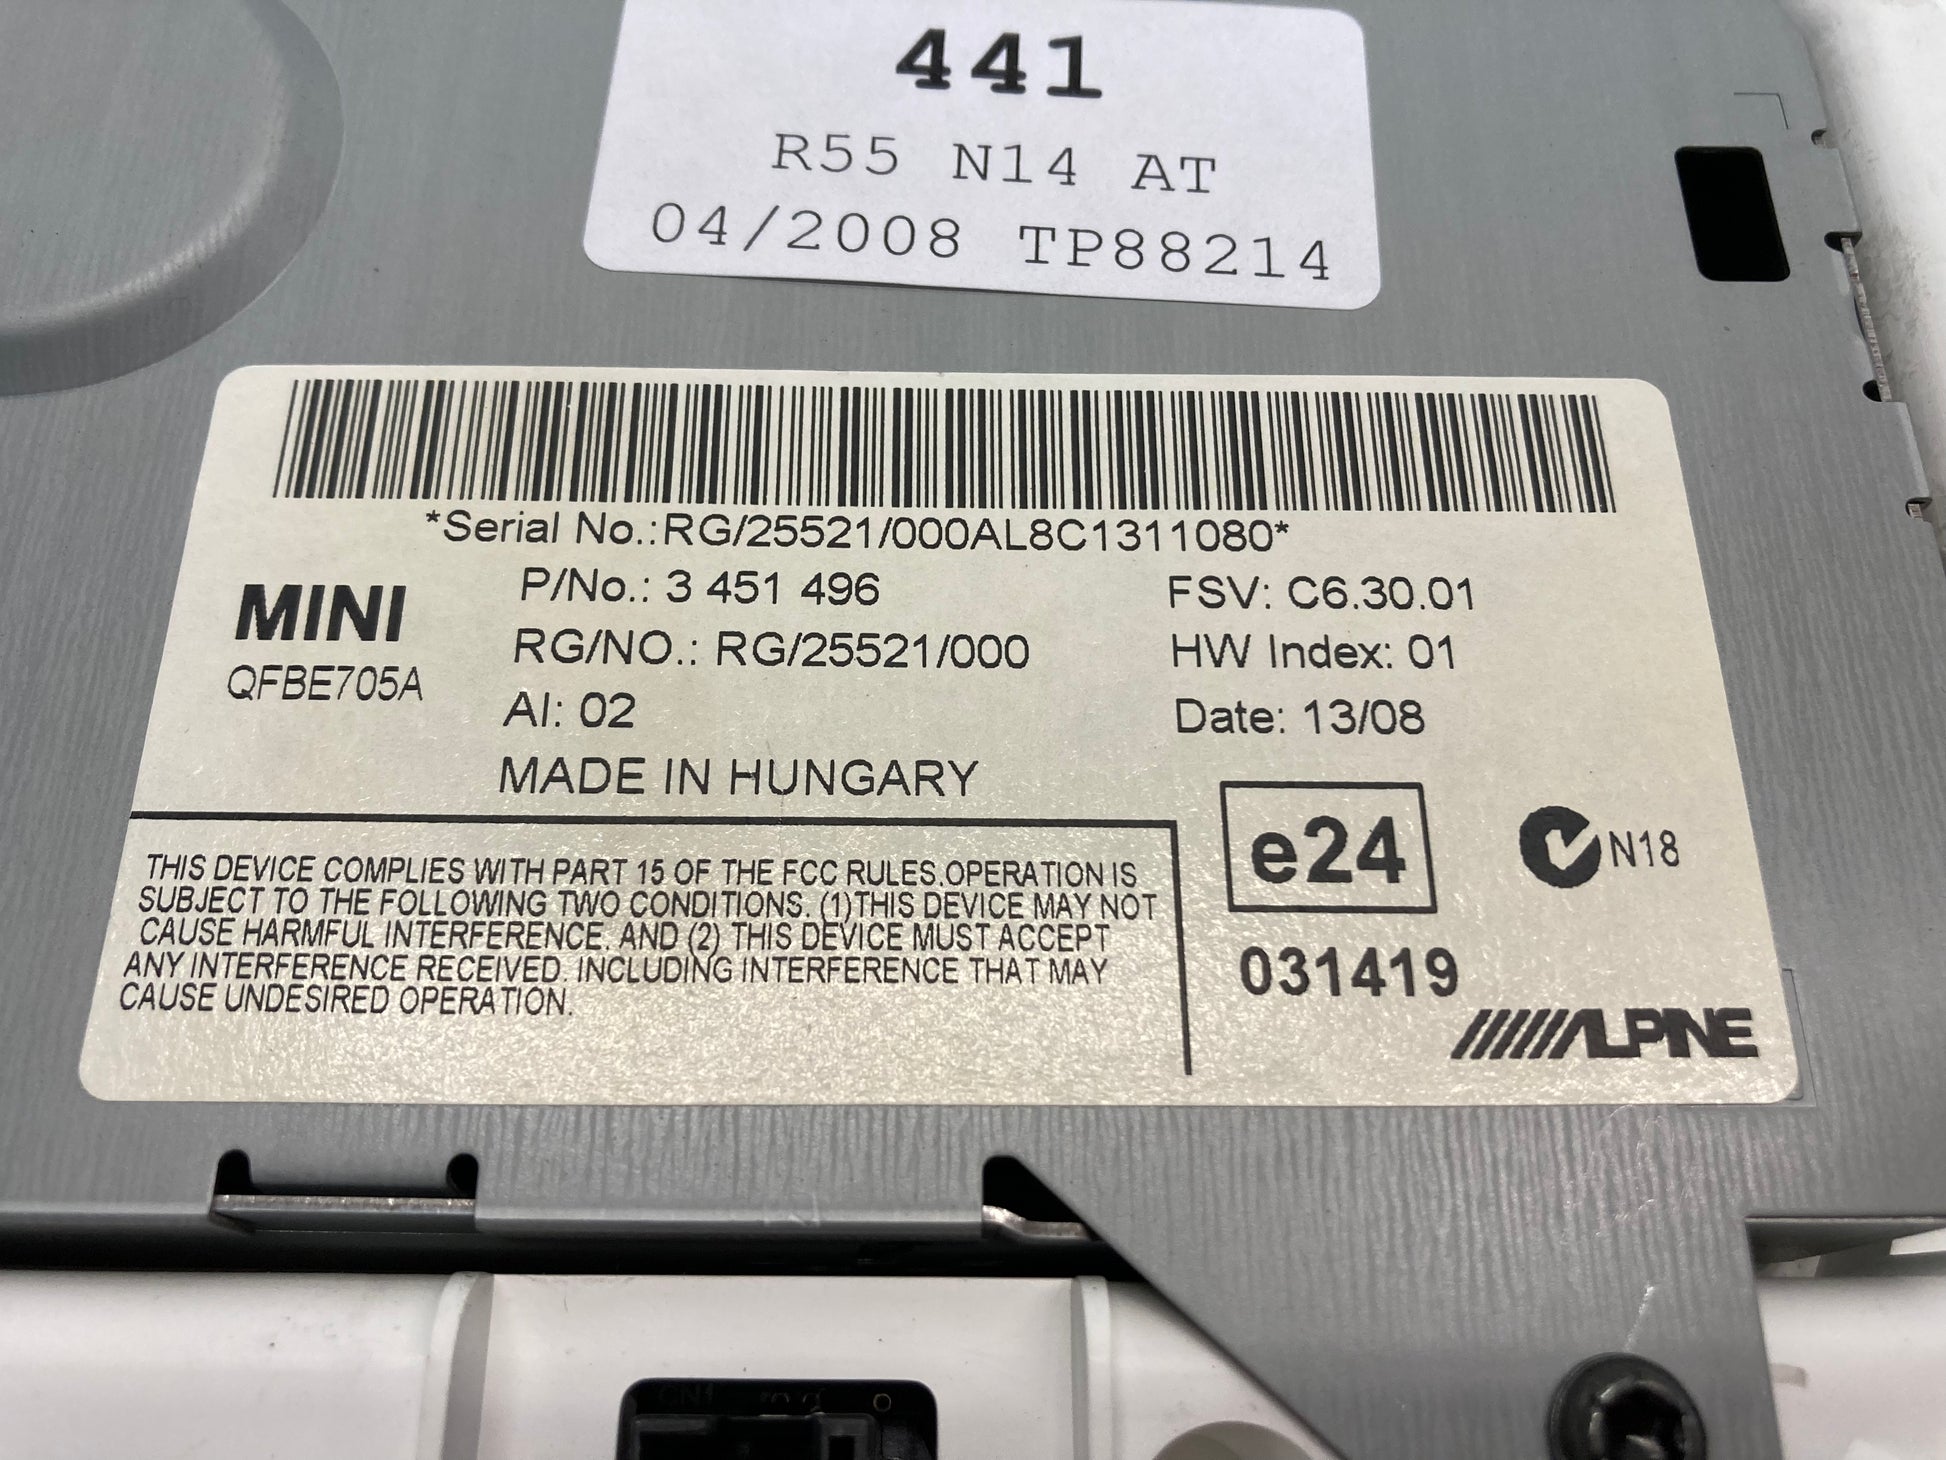 441
R55 N14 AT
04/2008 TP88214
*Serial No.:RG/25521/000AL8C1311080*
MINI
QFBE705A
P/No.: 3 451 496
RG/NO.: RG/25521/000
AI: 02
MADE IN HUNGARY
FSV: C6.30.01
HW Index: 01
Date: 13/08
THIS DEVICE COMPLIES WITH PART 15 OF THE FCC RULES.OPERATION IS
SUBJECT TO THE FOLLOWING TWO CONDITIONS. (1)THIS DEVICE MAY NOT
CAUSE HARMFUL INTERFERENCE. AND (2) THIS DEVICE MUST ACCEPT
ANY INTERFERENCE RECEIVED. INCLUDING INTERFERENCE THAT MAY
CAUSE UNDESIRED OPERATION.
e24
N18
031419
ALPINE
CN1